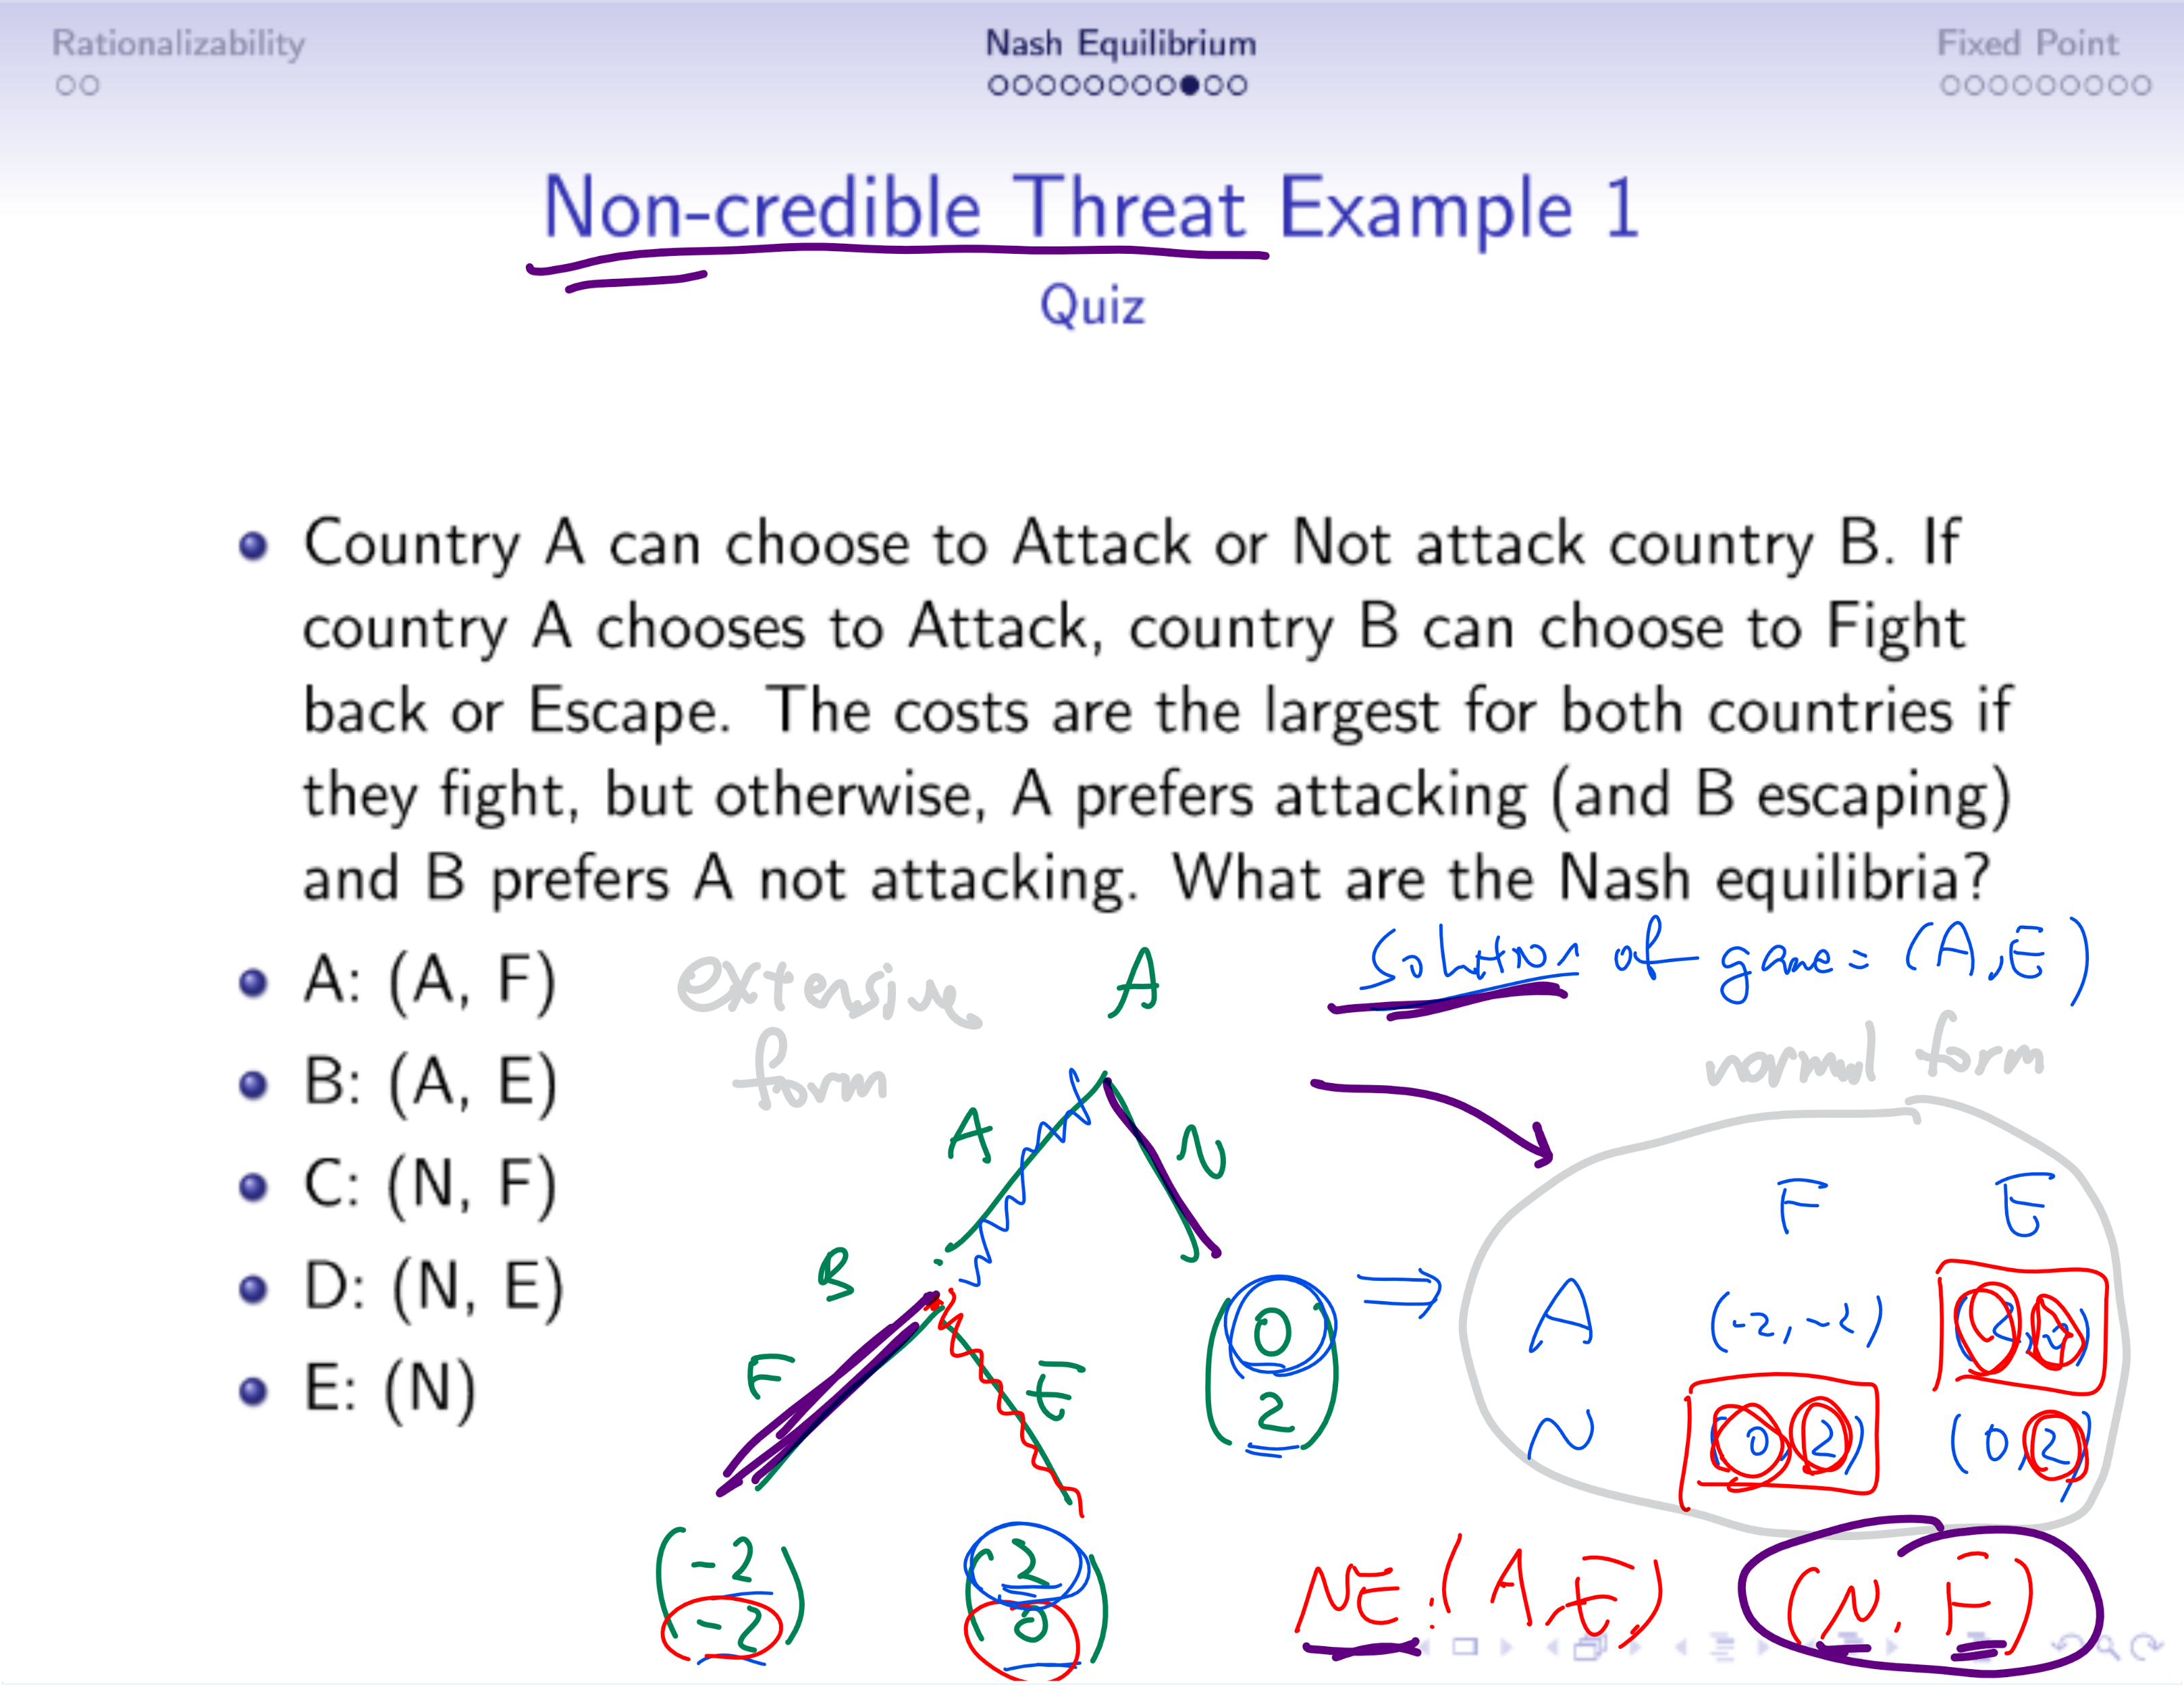 Rationalizability
Nash Equilibrium
Fixed Point
Non-credible Threat Example 1
Quiz
Country A can choose to Attack or Not attack country B. If
country A chooses to Attack, country B can choose to Fight
back or Escape. The costs are the largest for both countries if
they fight, but otherwise, A prefers attacking (and B escaping)
and B prefers A not attacking. What are the Nash equilibria?
A: (A, F)
B: (A, E)
C: (N, F)
D: (N, E)
E: (N)
extensive
form
A
A
N
B
F
E
0
2
-2
-2
2
0
Solution of game = (A, E)
normal form
F E
A (-2, -2) (2, 0)
N (0, 2) (0, 2)
NE: (A, E) (N, F)